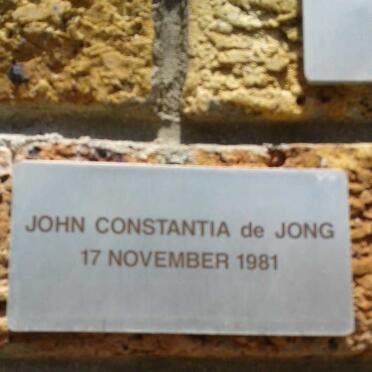 JOHN CONSTANTIA de JONG
17 NOVEMBER 1981